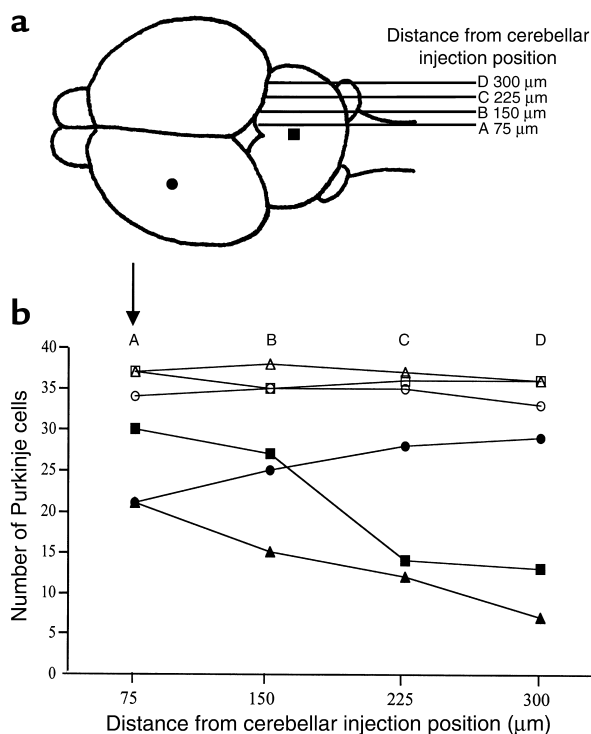 a
Distance from cerebellar
injection position
D 300 μm
C 225 μm
B 150 μm
A 75 μm
b
A B C D
40
35
30
25
20
15
10
5
0
Number of Purkinje cells
75 150 225 300
Distance from cerebellar injection position (μm)